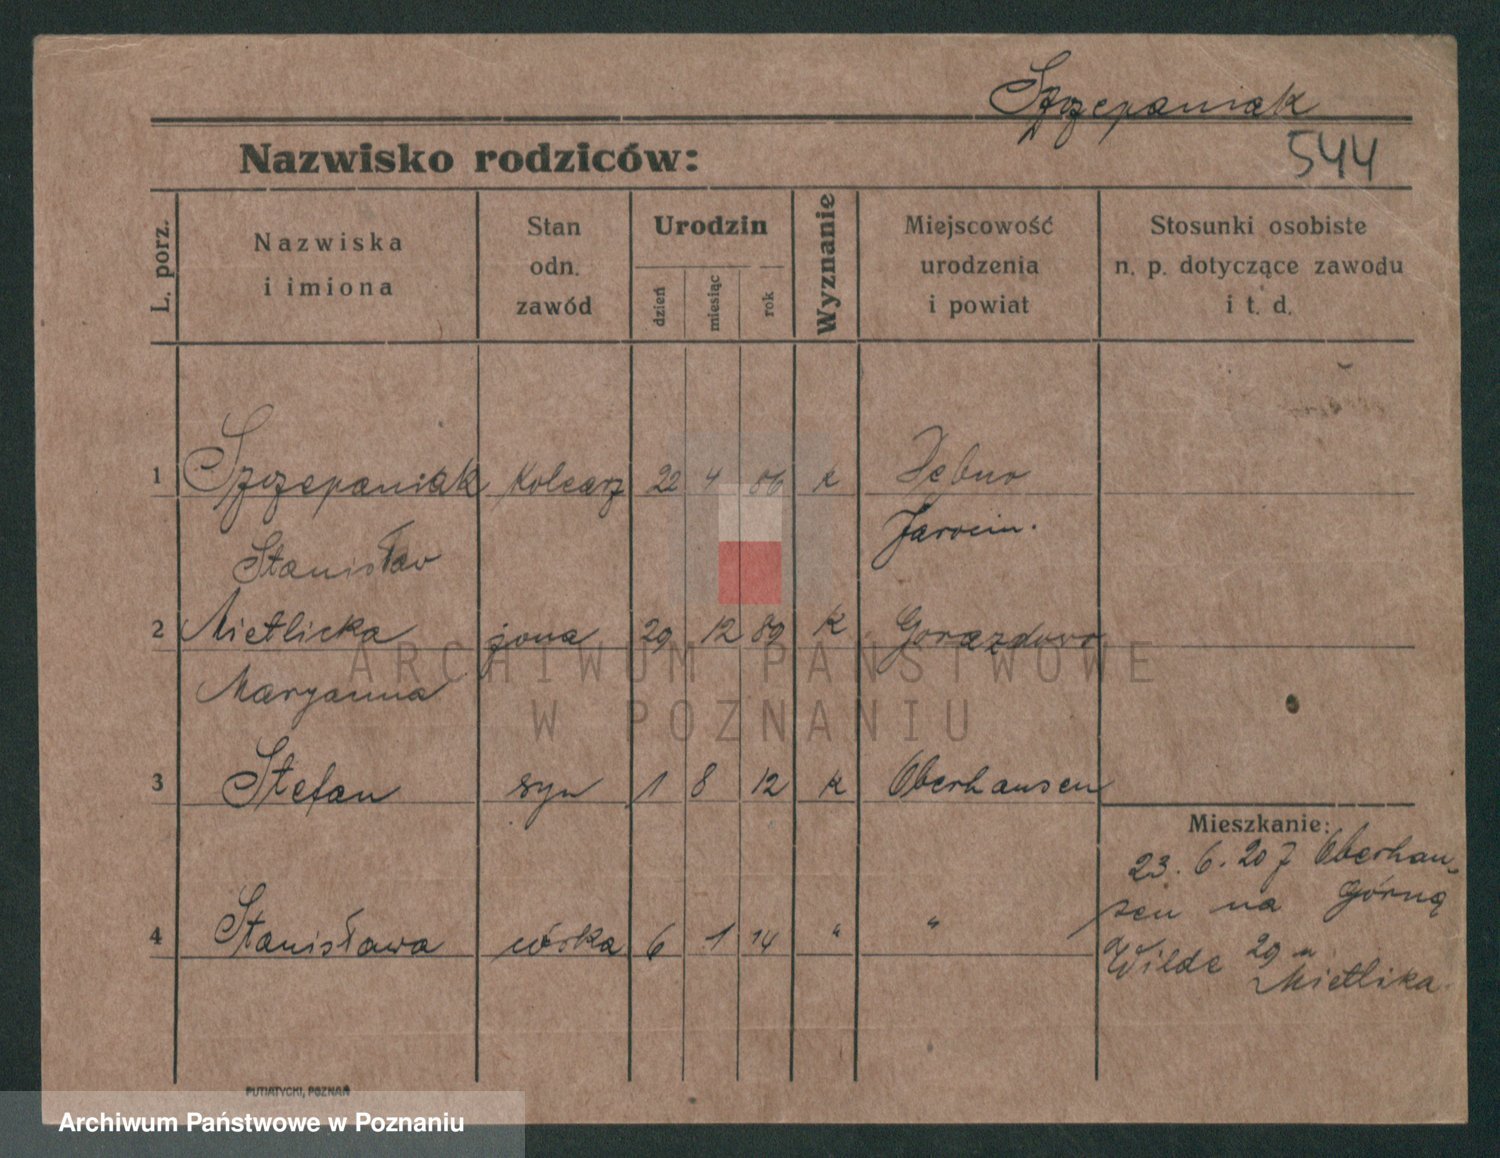 Szczepaniak
544
Nazwisko rodziców:
L. porz.
Nazwiska
i imiona
Stan
odn.
zawód
Urodzin
dzień
miesiąc
rok
Wyznanie
Miejscowość
urodzenia
i powiat
Stosunki osobiste
n. p. dotyczące zawodu
i t. d.
1 Szczepaniak kolearz 22 4 86 k Dębno
Stanisław Jarocin.
2 Mietlicka żona 29 12 89 k Gorazdowo
Maryanna
ARCHIWUM PAŃSTWOWE
W POZNANIU
3 Stefan syn 1 8 12 k Oberhausen
4 Stanisława córka 6 1 14 " "
Mieszkanie:
23. 6. 20 z Oberhau-
sen na Górną
Wilde 29 u
Mietlika.
PUTIATYCKI, POZNAŃ
Archiwum Państwowe w Poznaniu